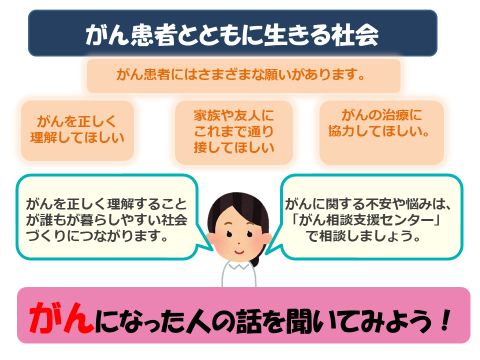 がん患者とともに生きる社会
がん患者にはさまざまな願いがあります。
がんを正しく
理解してほしい
家族や友人に
これまで通り
接してほしい
がんの治療に
協力してほしい。
がんを正しく理解すること
が誰もが暮らしやすい社会
づくりにつながります。
がんに関する不安や悩みは、
「がん相談支援センター」
で相談しましょう。
がんになった人の話を聞いてみよう！